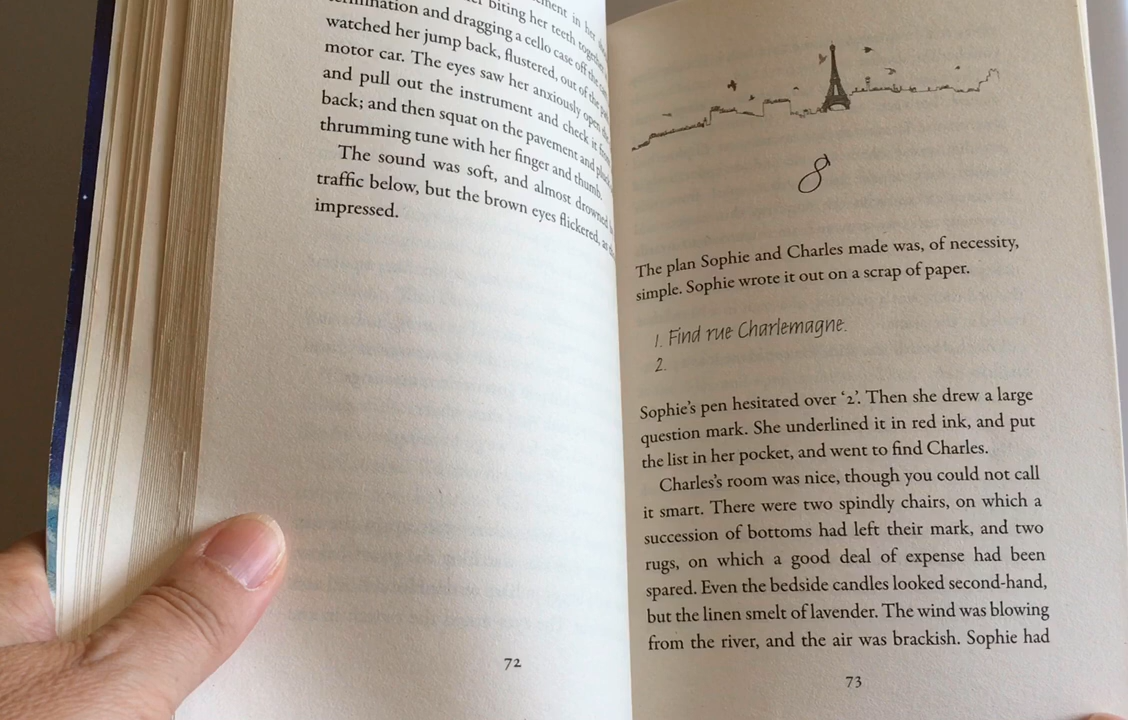 biting her teeth together
and dragging a cello case off the
watched her jump back, flustered, out of the
motor car. The eyes saw her anxiously open the
and pull out the instrument and check it
back; and then squat on the pavement and pluck
thrumming tune with her finger and thumb.
The sound was soft, and almost drowned
traffic below, but the brown eyes flickered, as
impressed.
72
8
The plan Sophie and Charles made was, of necessity,
simple. Sophie wrote it out on a scrap of paper.
1. Find rue Charlemagne.
2.
Sophie's pen hesitated over ‘2’. Then she drew a large
question mark. She underlined it in red ink, and put
the list in her pocket, and went to find Charles.
Charles's room was nice, though you could not call
it smart. There were two spindly chairs, on which a
succession of bottoms had left their mark, and two
rugs, on which a good deal of expense had been
spared. Even the bedside candles looked second-hand,
but the linen smelt of lavender. The wind was blowing
from the river, and the air was brackish. Sophie had
73